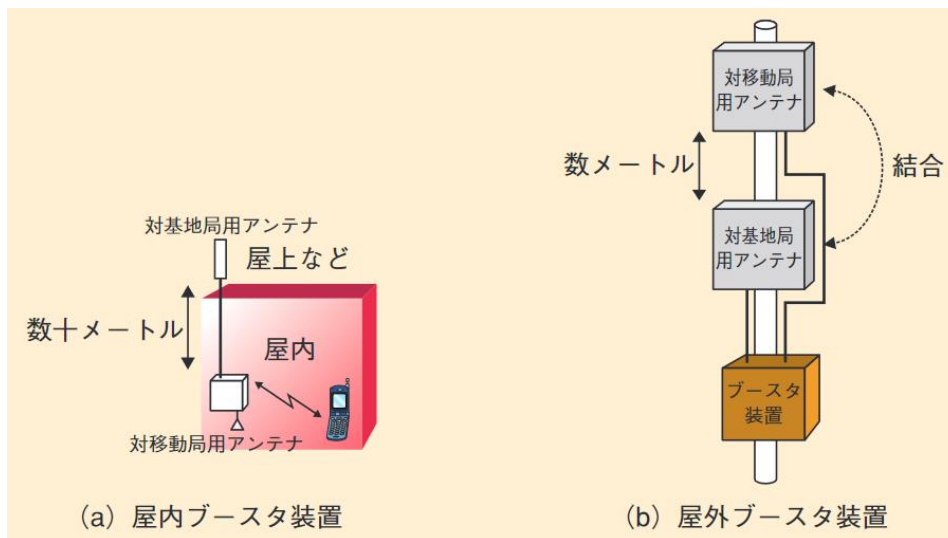 対基地局用アンテナ
屋上など
数十メートル
屋内
対移動局用アンテナ
(a) 屋内ブースタ装置
対移動局
用アンテナ
数メートル
結合
対基地局
用アンテナ
ブースタ
装置
(b) 屋外ブースタ装置